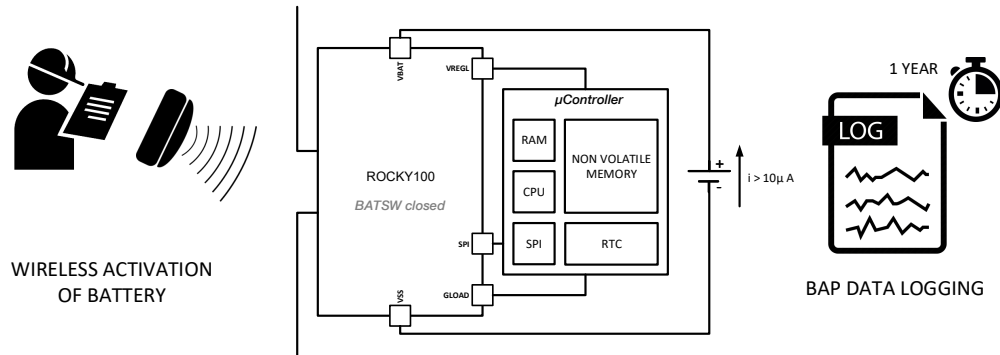 WIRELESS ACTIVATION
OF BATTERY
VBAT
VREGL
ROCKY100
BATSW closed
SPI
GLOAD
VSS
µController
RAM
NON VOLATILE
MEMORY
CPU
SPI
RTC
+
-
i > 10µ A
1 YEAR
LOG
BAP DATA LOGGING